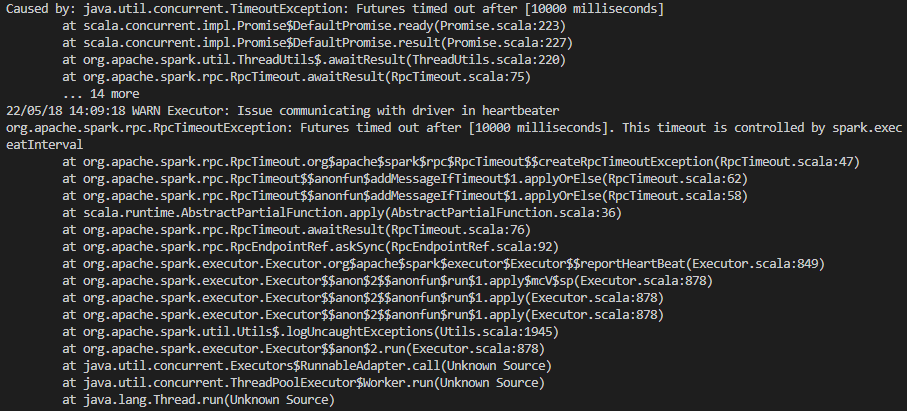 Caused by: java.util.concurrent.TimeoutException: Futures timed out after [10000 milliseconds]
at scala.concurrent.impl.Promise$DefaultPromise.ready(Promise.scala:223)
at scala.concurrent.impl.Promise$DefaultPromise.result(Promise.scala:227)
at org.apache.spark.util.ThreadUtils$.awaitResult(ThreadUtils.scala:220)
at org.apache.spark.rpc.RpcTimeout.awaitResult(RpcTimeout.scala:75)
... 14 more
22/05/18 14:09:18 WARN Executor: Issue communicating with driver in heartbeater
org.apache.spark.rpc.RpcTimeoutException: Futures timed out after [10000 milliseconds]. This timeout is controlled by spark.exec
eatInterval
at org.apache.spark.rpc.RpcTimeout.org$apache$spark$rpc$RpcTimeout$$createRpcTimeoutException(RpcTimeout.scala:47)
at org.apache.spark.rpc.RpcTimeout$$anonfun$addMessageIfTimeout$1.applyOrElse(RpcTimeout.scala:62)
at org.apache.spark.rpc.RpcTimeout$$anonfun$addMessageIfTimeout$1.applyOrElse(RpcTimeout.scala:58)
at scala.runtime.AbstractPartialFunction.apply(AbstractPartialFunction.scala:36)
at org.apache.spark.rpc.RpcTimeout.awaitResult(RpcTimeout.scala:76)
at org.apache.spark.rpc.RpcEndpointRef.askSync(RpcEndpointRef.scala:92)
at org.apache.spark.executor.Executor.org$apache$spark$executor$Executor$$reportHeartBeat(Executor.scala:849)
at org.apache.spark.executor.Executor$$anon$2$$anonfun$run$1.apply$mcV$sp(Executor.scala:878)
at org.apache.spark.executor.Executor$$anon$2$$anonfun$run$1.apply(Executor.scala:878)
at org.apache.spark.executor.Executor$$anon$2$$anonfun$run$1.apply(Executor.scala:878)
at org.apache.spark.util.Utils$.logUncaughtExceptions(Utils.scala:1945)
at org.apache.spark.executor.Executor$$anon$2.run(Executor.scala:878)
at java.util.concurrent.Executors$RunnableAdapter.call(Unknown Source)
at java.util.concurrent.ThreadPoolExecutor$Worker.run(Unknown Source)
at java.lang.Thread.run(Unknown Source)